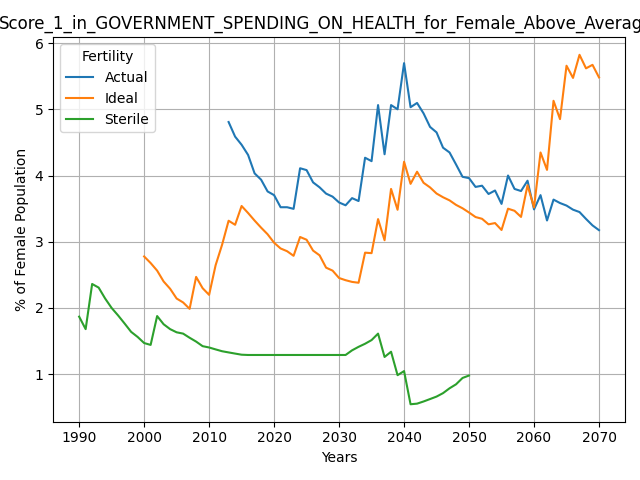 Score_1_in_GOVERNMENT_SPENDING_ON_HEALTH_for_Female_Above_Averag
Fertility
Actual
Ideal
Sterile
% of Female Population
6
5
4
3
2
1
1990 2000 2010 2020 2030 2040 2050 2060 2070
Years